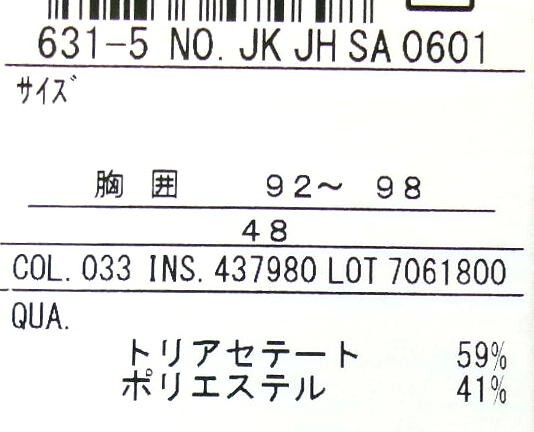 631-5 NO. JK JH SA 0601
サイズ
胸 囲 92～ 98
48
COL. 033 INS. 437980 LOT 7061800
QUA.
トリアセテート 59%
ポリエステル 41%